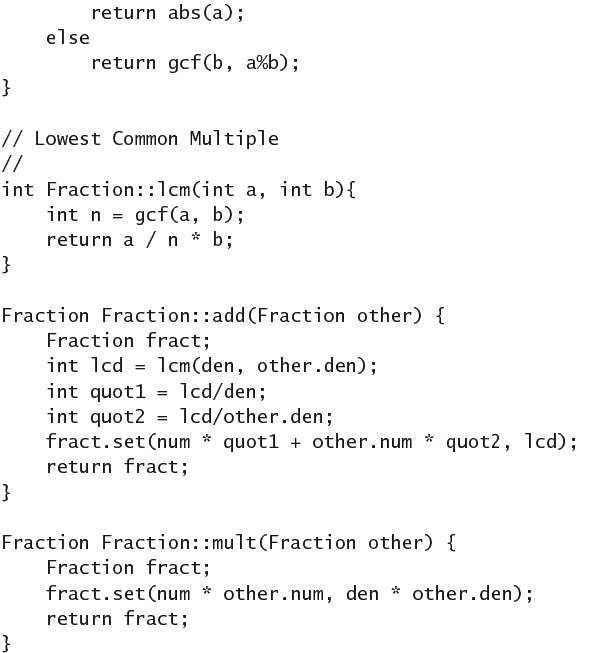 return abs(a);
    else
        return gcf(b, a%b);
}

// Lowest Common Multiple
//
int Fraction::lcm(int a, int b){
    int n = gcf(a, b);
    return a / n * b;
}

Fraction Fraction::add(Fraction other) {
    Fraction fract;
    int lcd = lcm(den, other.den);
    int quot1 = lcd/den;
    int quot2 = lcd/other.den;
    fract.set(num * quot1 + other.num * quot2, lcd);
    return fract;
}

Fraction Fraction::mult(Fraction other) {
    Fraction fract;
    fract.set(num * other.num, den * other.den);
    return fract;
}